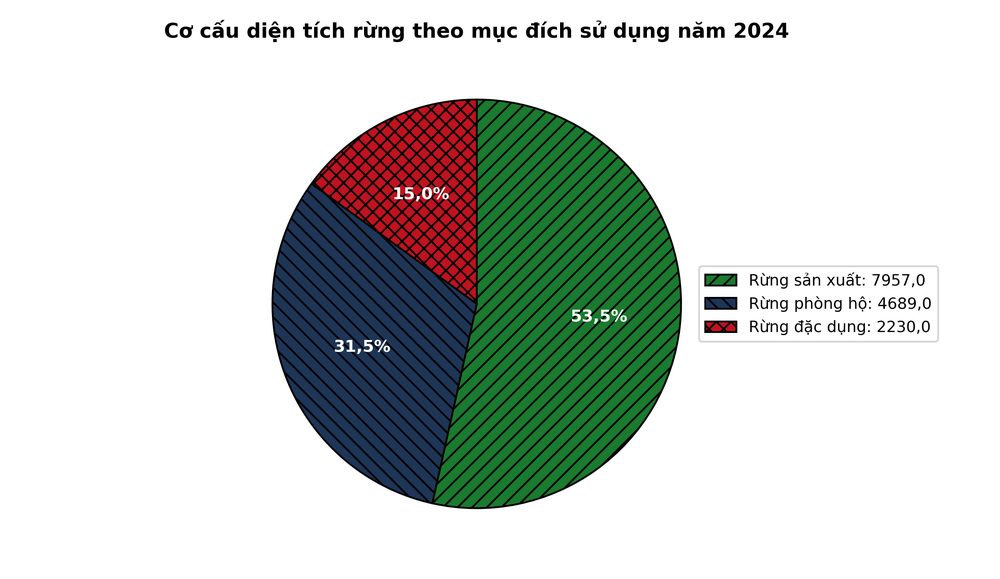 Cơ cấu diện tích rừng theo mục đích sử dụng năm 2024
15,0%
53,5%
31,5%
Rừng sản xuất: 7957,0
Rừng phòng hộ: 4689,0
Rừng đặc dụng: 2230,0